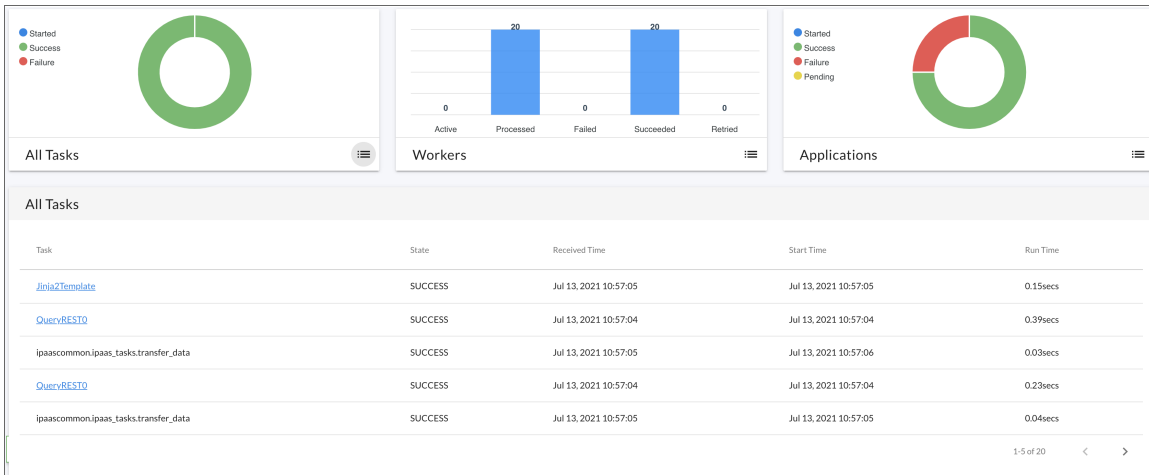 Started
Success
Failure
All Tasks
20
20
0
0
0
Active Processed Failed Succeeded Retried
Workers
Started
Success
Failure
Pending
Applications
All Tasks
Task State Received Time Start Time Run Time
Jinja2Template SUCCESS Jul 13, 2021 10:57:05 Jul 13, 2021 10:57:05 0.15secs
QueryREST0 SUCCESS Jul 13, 2021 10:57:04 Jul 13, 2021 10:57:04 0.39secs
ipaascommon.ipaas_tasks.transfer_data SUCCESS Jul 13, 2021 10:57:05 Jul 13, 2021 10:57:06 0.03secs
QueryREST0 SUCCESS Jul 13, 2021 10:57:04 Jul 13, 2021 10:57:04 0.23secs
ipaascommon.ipaas_tasks.transfer_data SUCCESS Jul 13, 2021 10:57:05 Jul 13, 2021 10:57:05 0.04secs
1-5 of 20